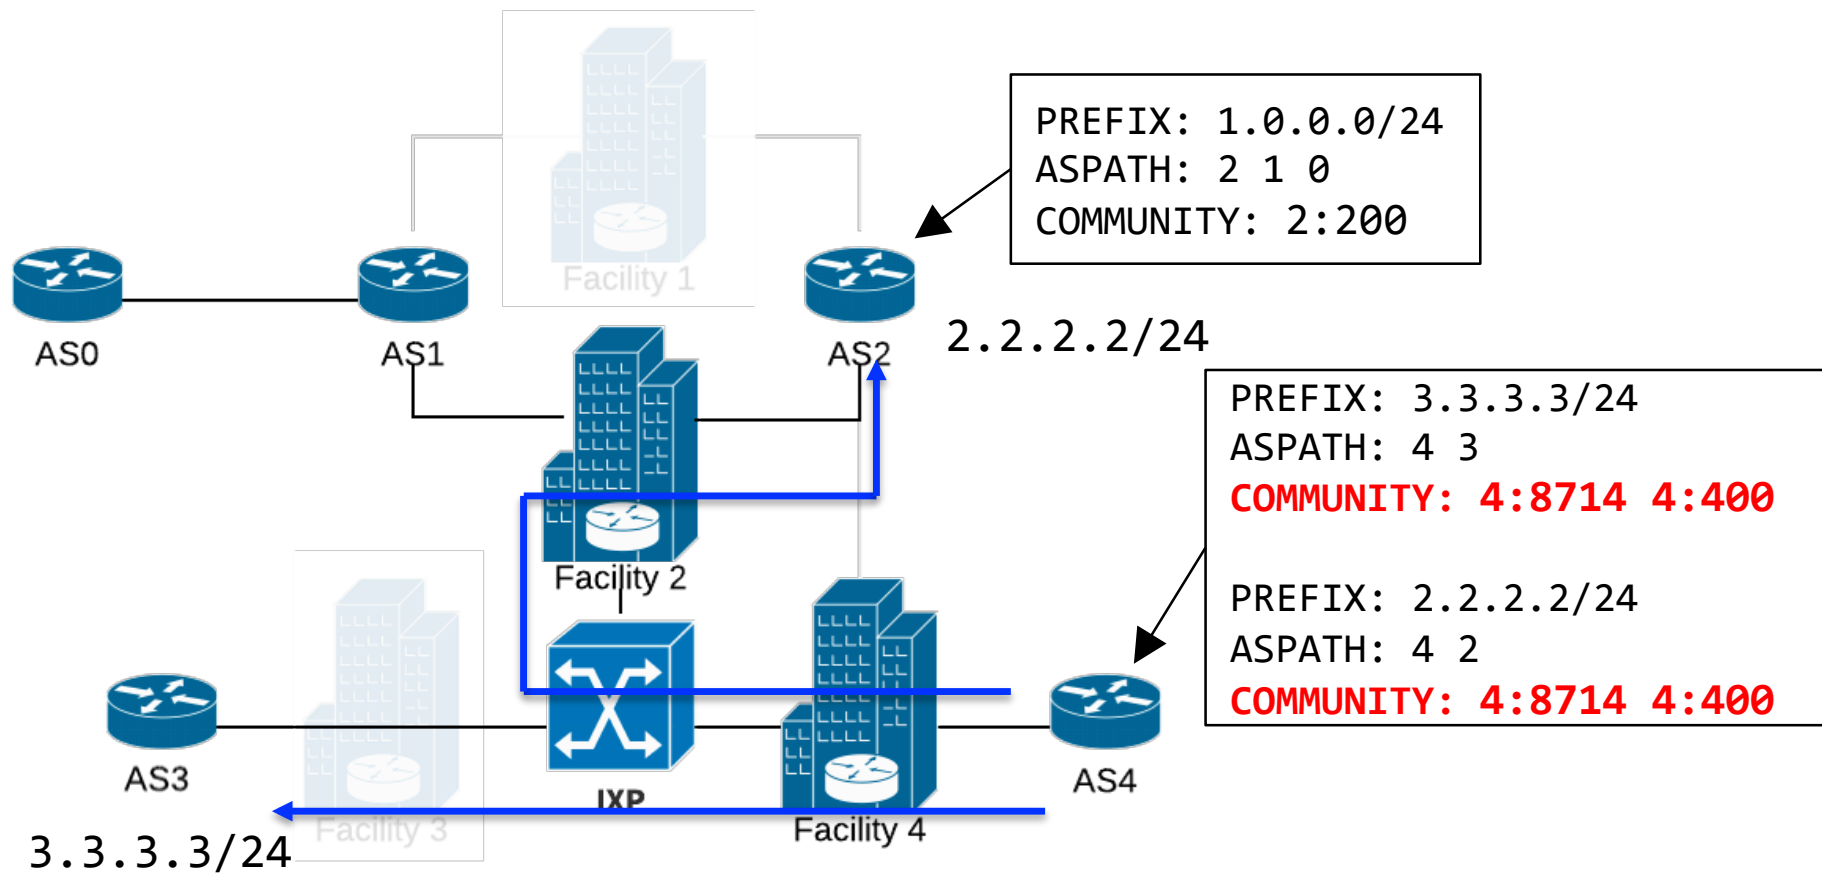 PREFIX: 1.0.0.0/24
ASPATH: 2 1 0
COMMUNITY: 2:200
Facility 1
AS0
AS1
AS2
2.2.2.2/24
PREFIX: 3.3.3.3/24
ASPATH: 4 3
COMMUNITY: 4:8714 4:400
PREFIX: 2.2.2.2/24
ASPATH: 4 2
COMMUNITY: 4:8714 4:400
Facility 2
AS3
IXP
AS4
Facility 3
Facility 4
3.3.3.3/24